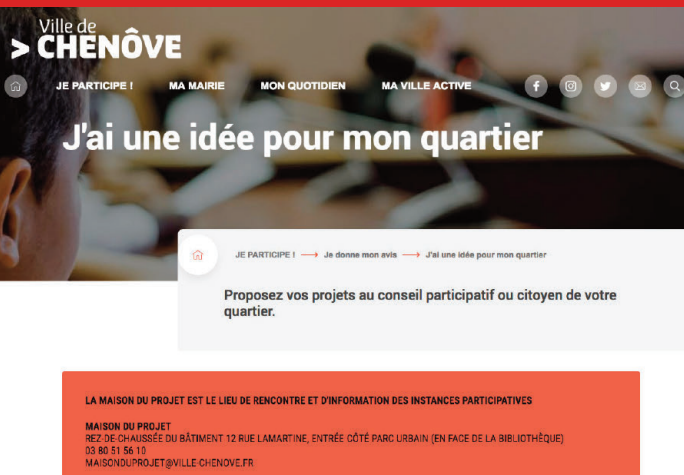 Ville de
> CHENÔVE
JE PARTICIPE ! MA MAIRIE MON QUOTIDIEN MA VILLE ACTIVE
J'ai une idée pour mon quartier
JE PARTICIPE ! → Je donne mon avis → J'ai une idée pour mon quartier
Proposez vos projets au conseil participatif ou citoyen de votre
quartier.
LA MAISON DU PROJET EST LE LIEU DE RENCONTRE ET D'INFORMATION DES INSTANCES PARTICIPATIVES
MAISON DU PROJET
REZ-DE-CHAUSSÉE DU BÂTIMENT 12 RUE LAMARTINE, ENTRÉE CÔTÉ PARC URBAIN (EN FACE DE LA BIBLIOTHÈQUE)
03 80 51 56 10
MAISONDUPROJET@VILLE-CHENOVE.FR